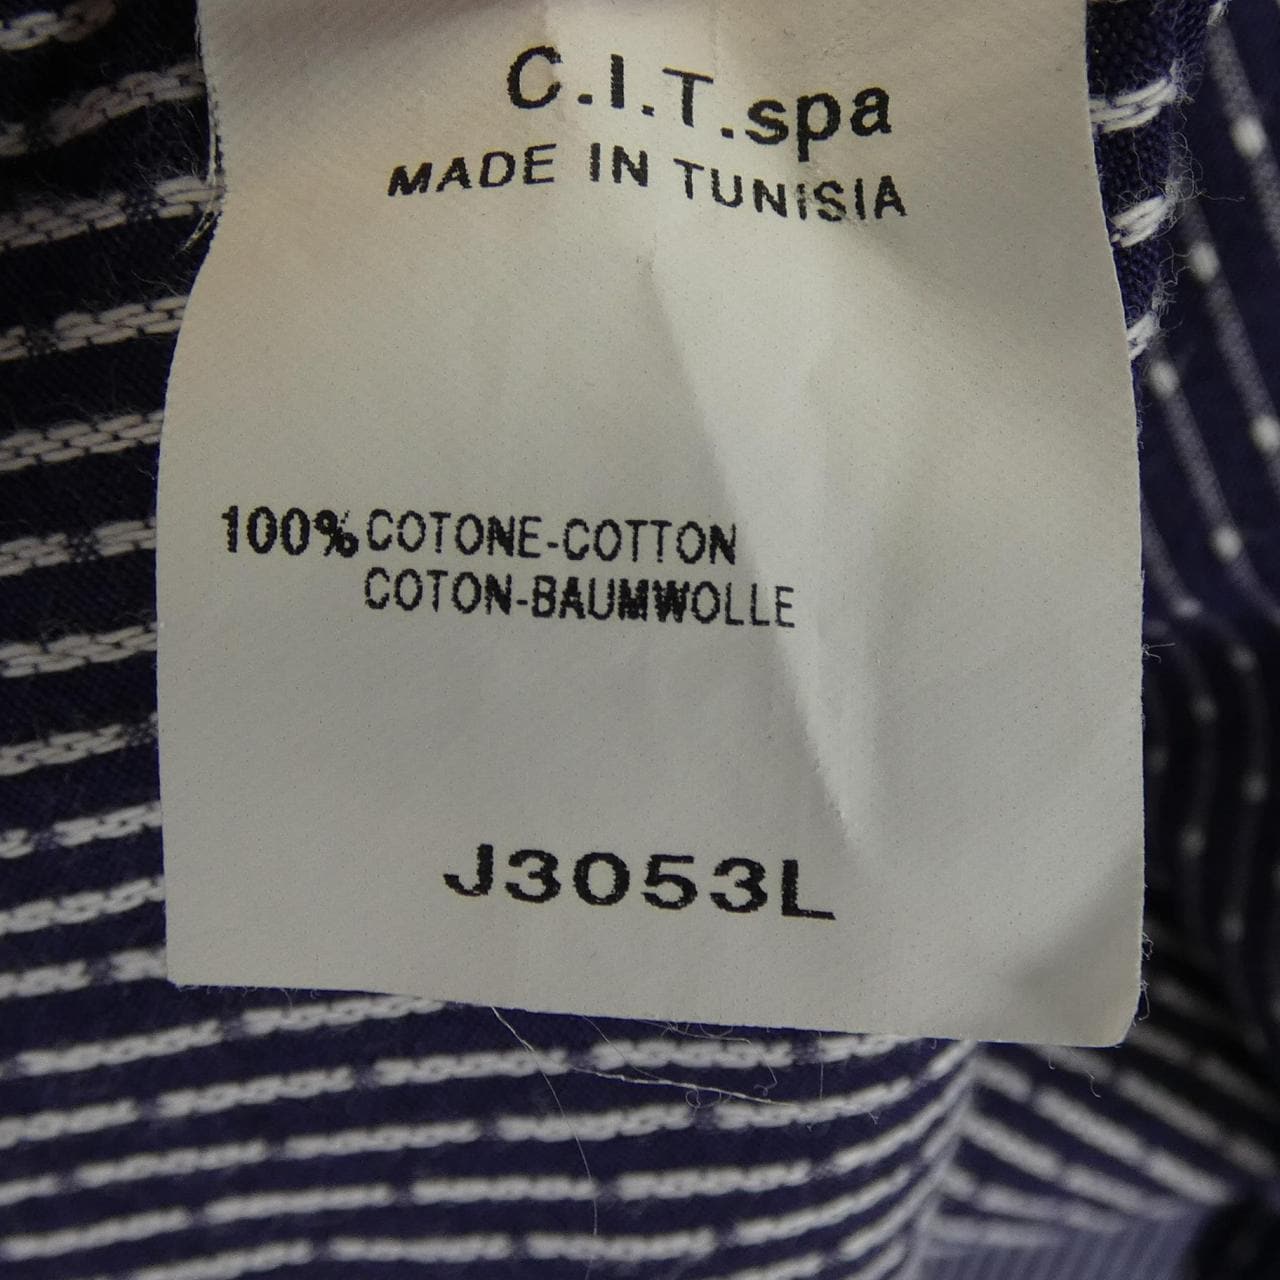 C.I.T.spa
MADE IN TUNISIA
100% COTONE-COTTON
COTON-BAUMWOLLE
J3053L